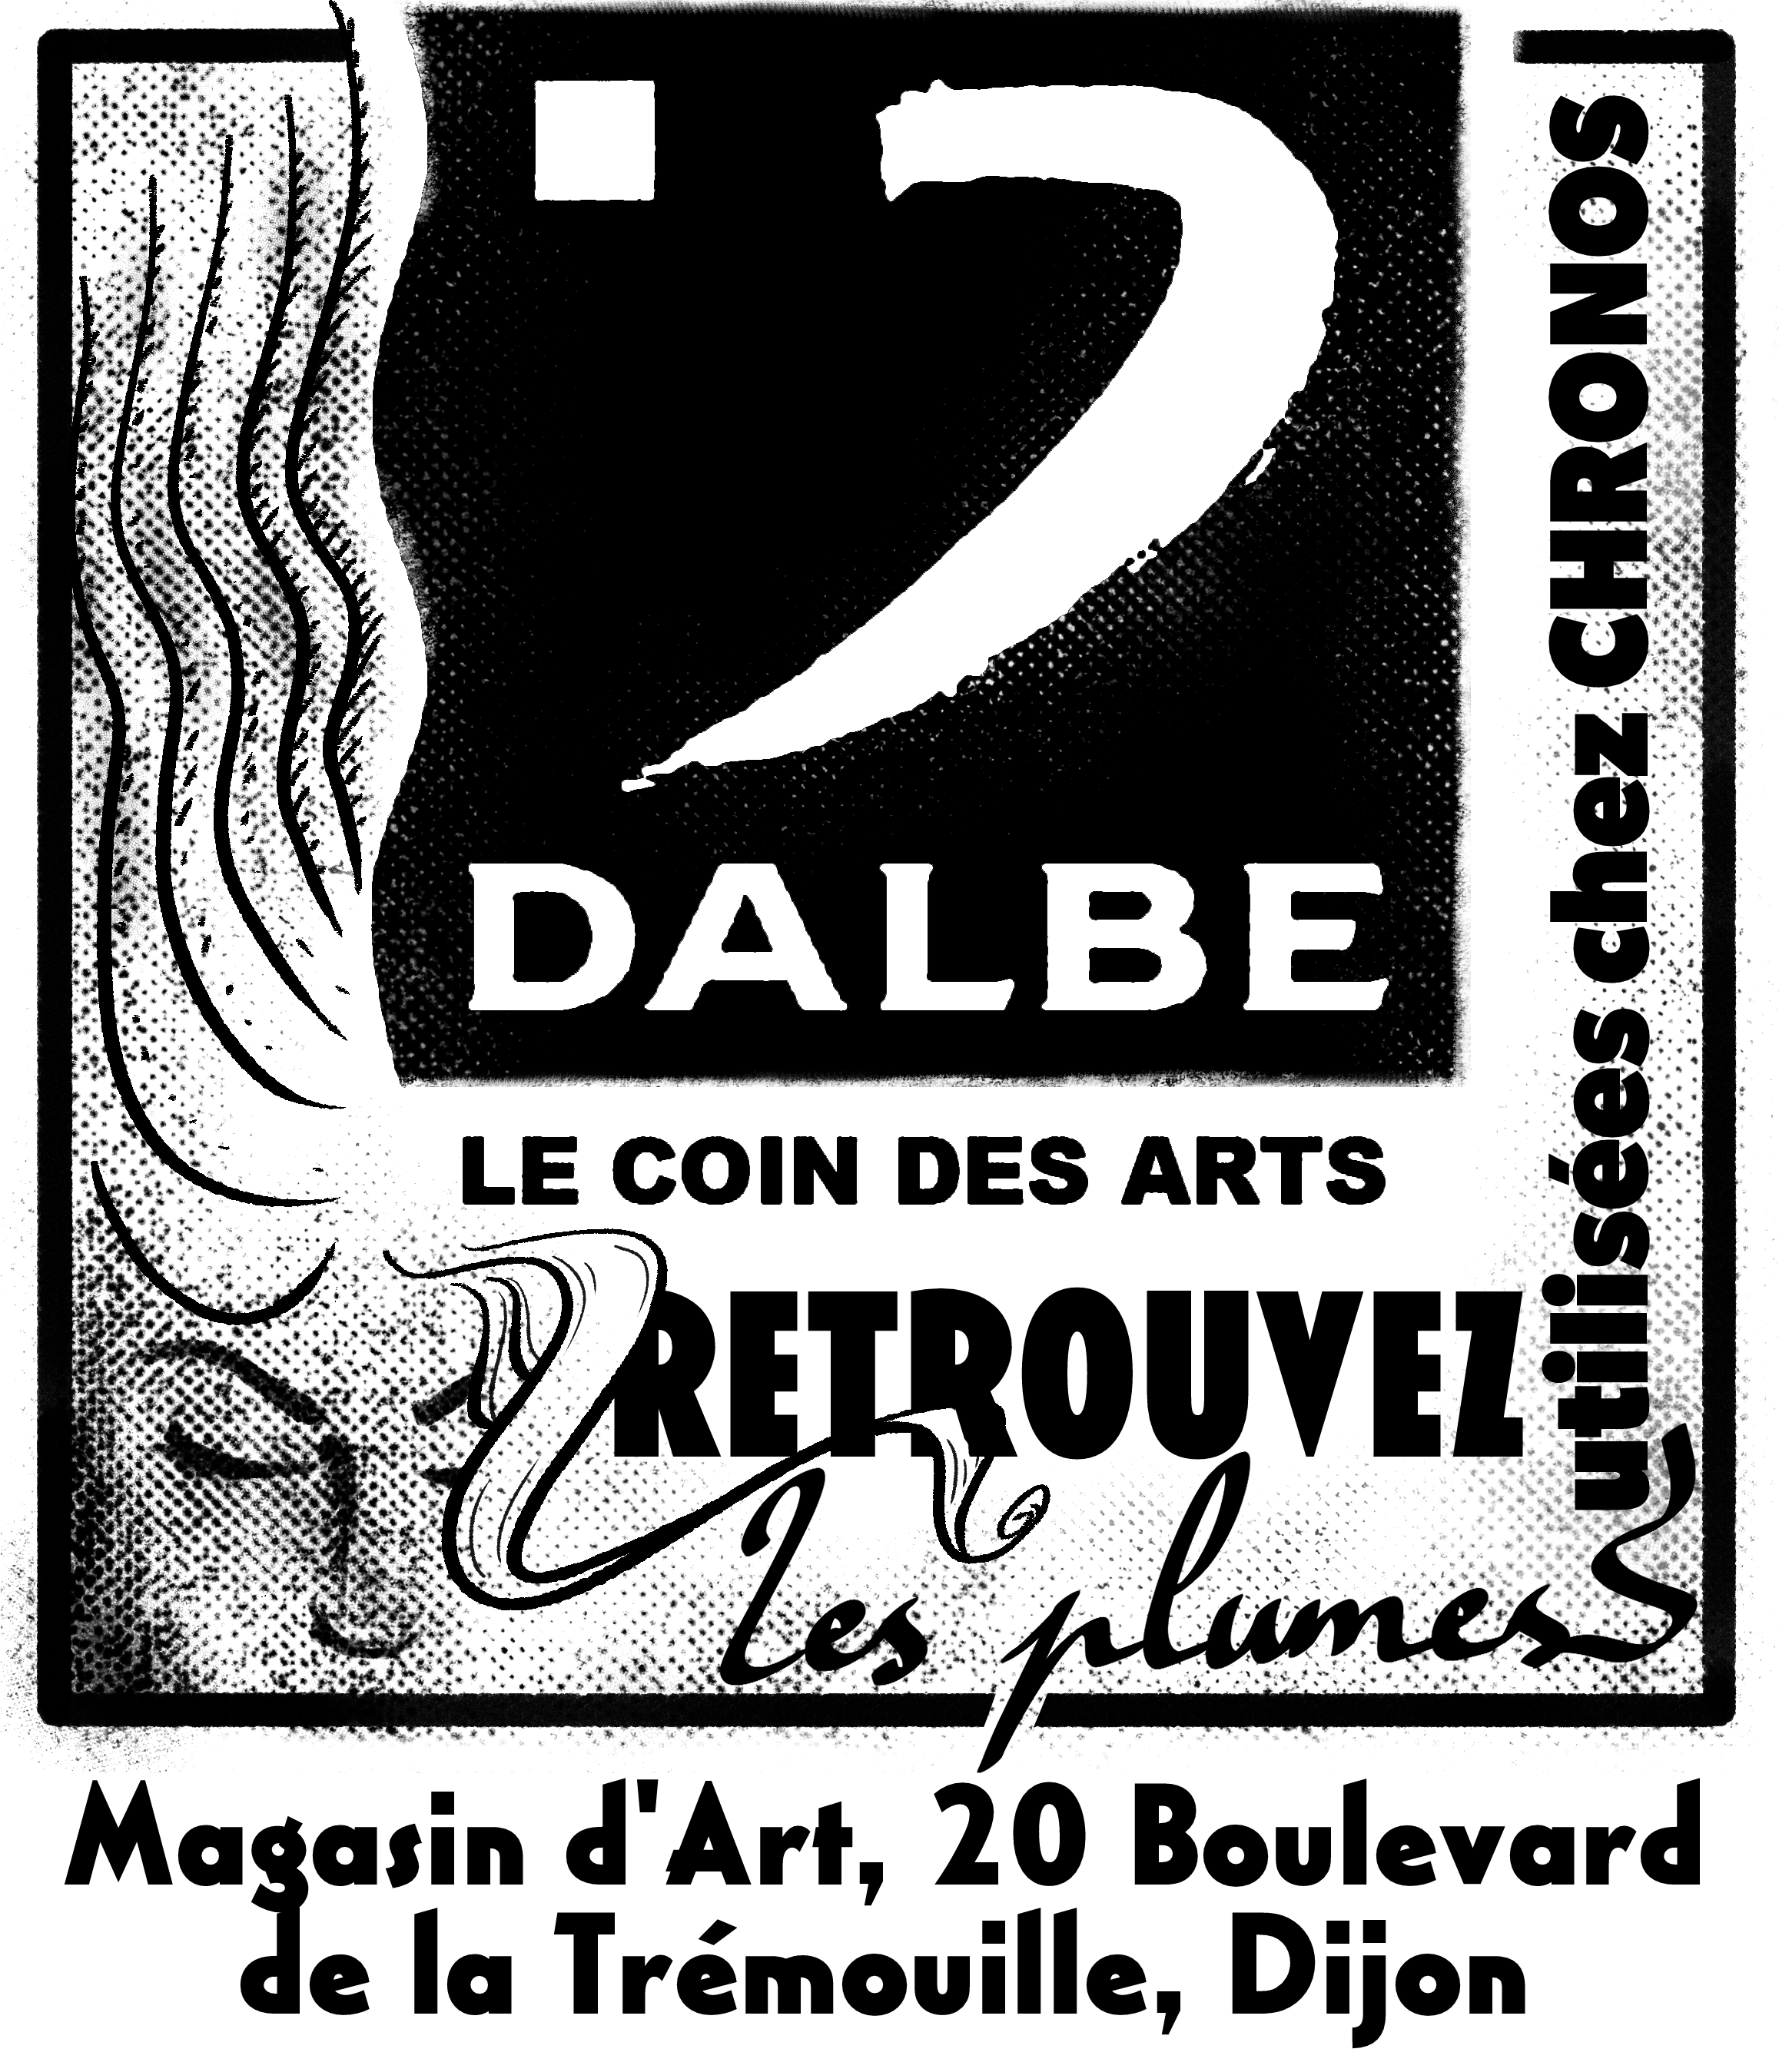 DALBE
LE COIN DES ARTS
RETROUVEZ
les plumes
utilisées chez CHRONOS
Magasin d'Art, 20 Boulevard
de la Trémouille, Dijon